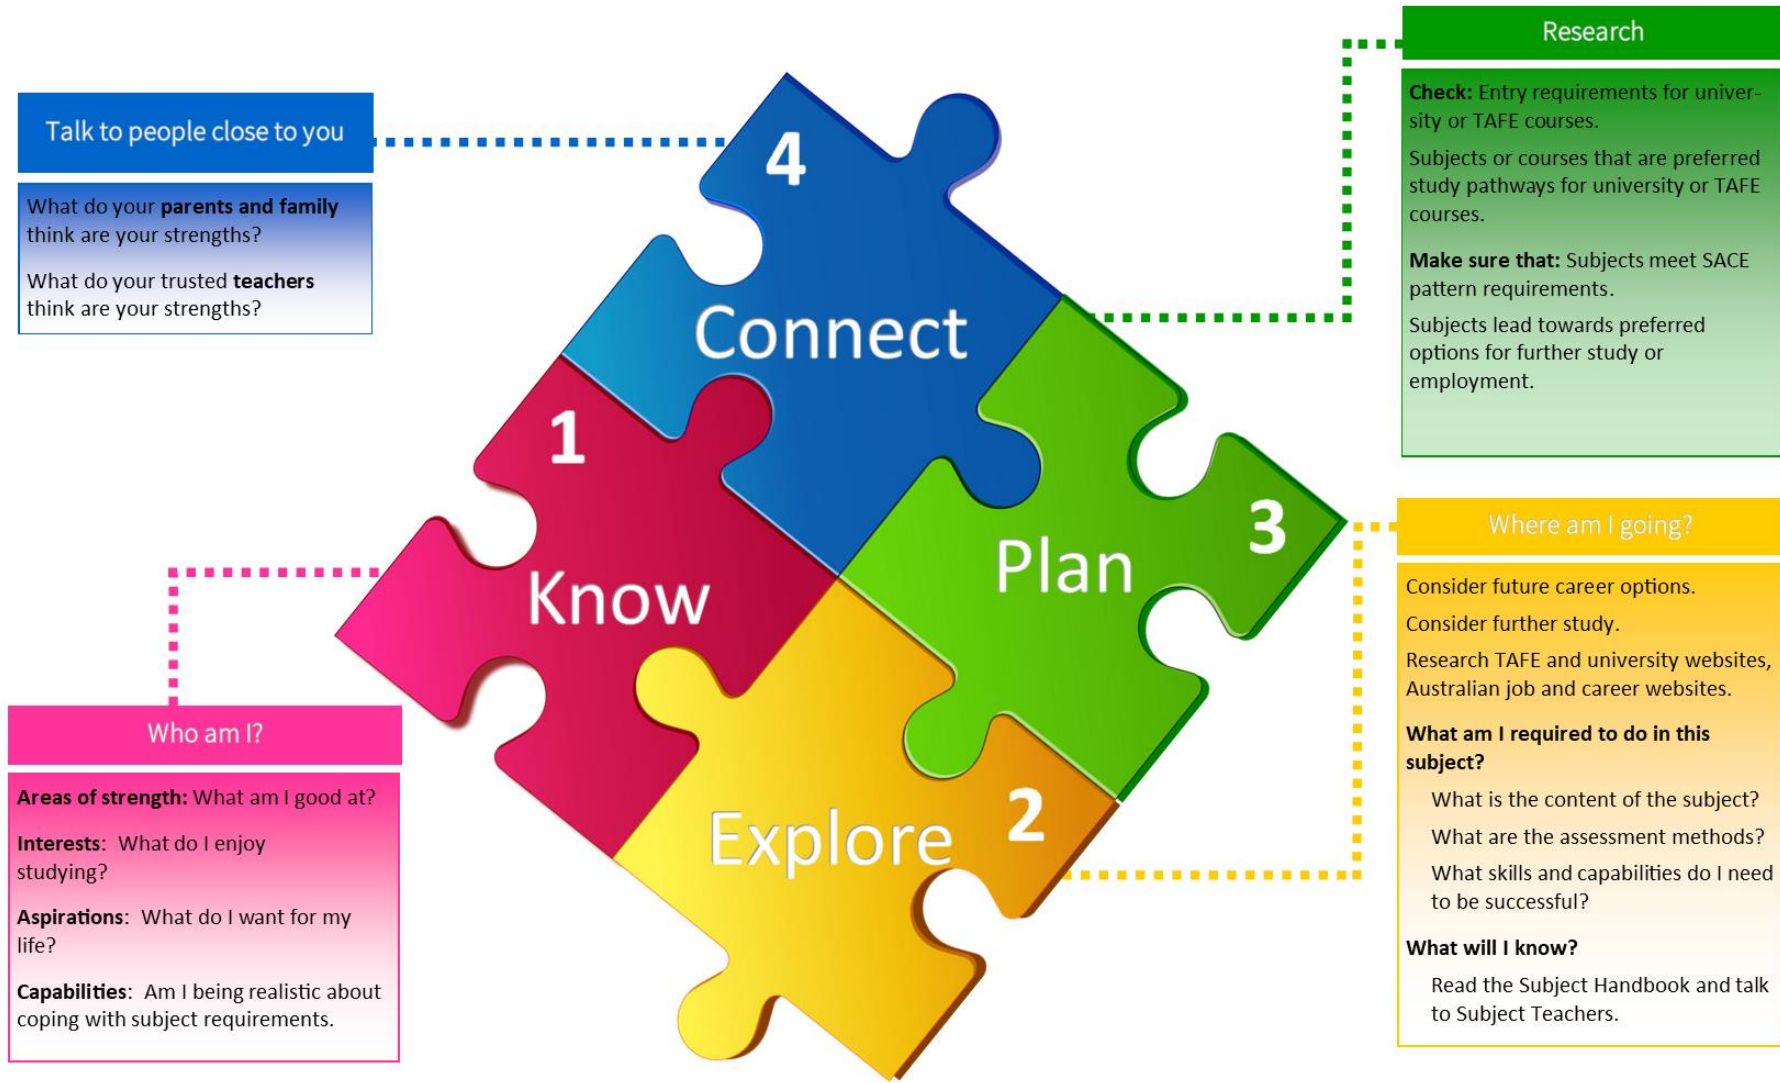 Talk to people close to you
What do your parents and family
think are your strengths?
What do your trusted teachers
think are your strengths?
4
Connect
1
Know
3
Plan
2
Explore
Who am I?
Areas of strength: What am I good at?
Interests:  What do I enjoy
studying?
Aspirations:  What do I want for my
life?
Capabilities:  Am I being realistic about
coping with subject requirements.
Research
Check: Entry requirements for univer-
sity or TAFE courses.
Subjects or courses that are preferred
study pathways for university or TAFE
courses.
Make sure that: Subjects meet SACE
pattern requirements.
Subjects lead towards preferred
options for further study or
employment.
Where am I going?
Consider future career options.
Consider further study.
Research TAFE and university websites,
Australian job and career websites.
What am I required to do in this
subject?
What is the content of the subject?
What are the assessment methods?
What skills and capabilities do I need
to be successful?
What will I know?
Read the Subject Handbook and talk
to Subject Teachers.